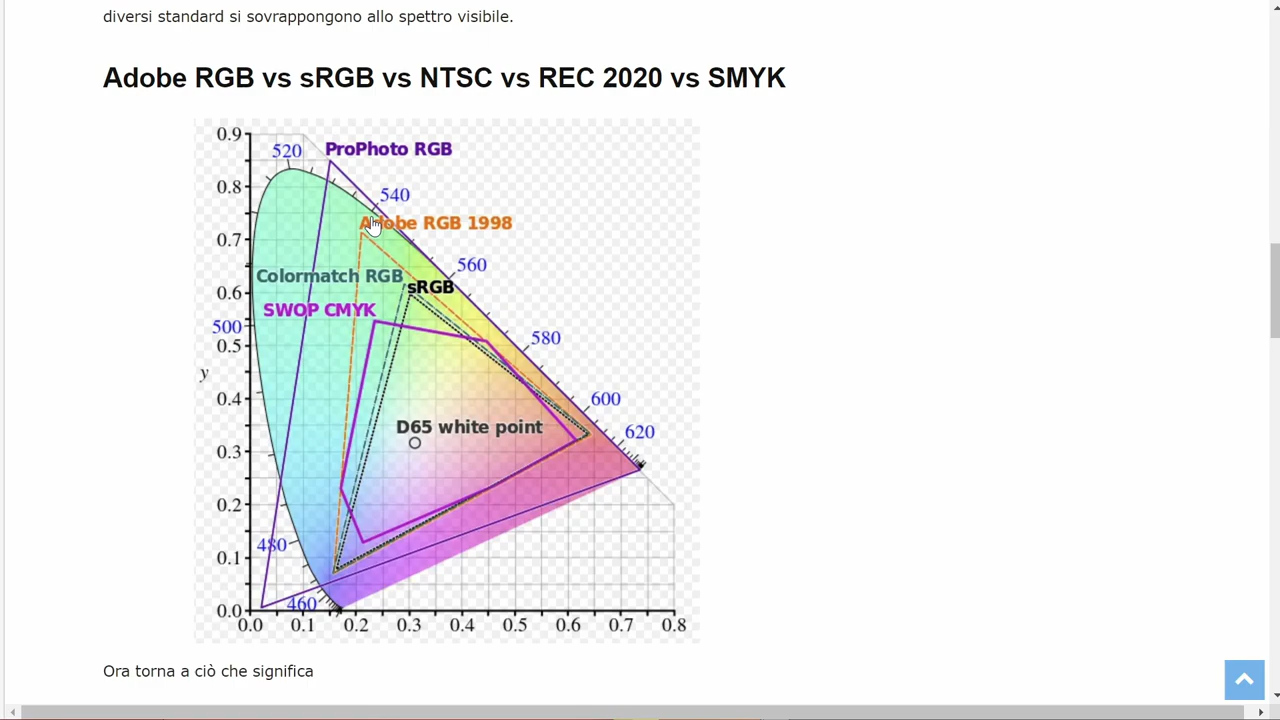 diversi standard si sovrappongono allo spettro visibile.
Adobe RGB vs sRGB vs NTSC vs REC 2020 vs SMYK
0.9
520
ProPhoto RGB
0.8
540
Adobe RGB 1998
0.7
560
Colormatch RGB
sRGB
0.6
SWOP CMYK
500
580
0.5
y
0.4
600
D65 white point
620
0.3
0.2
480
0.1
460
0.0
0.0 0.1 0.2 0.3 0.4 0.5 0.6 0.7 0.8
Ora torna a ciò che significa